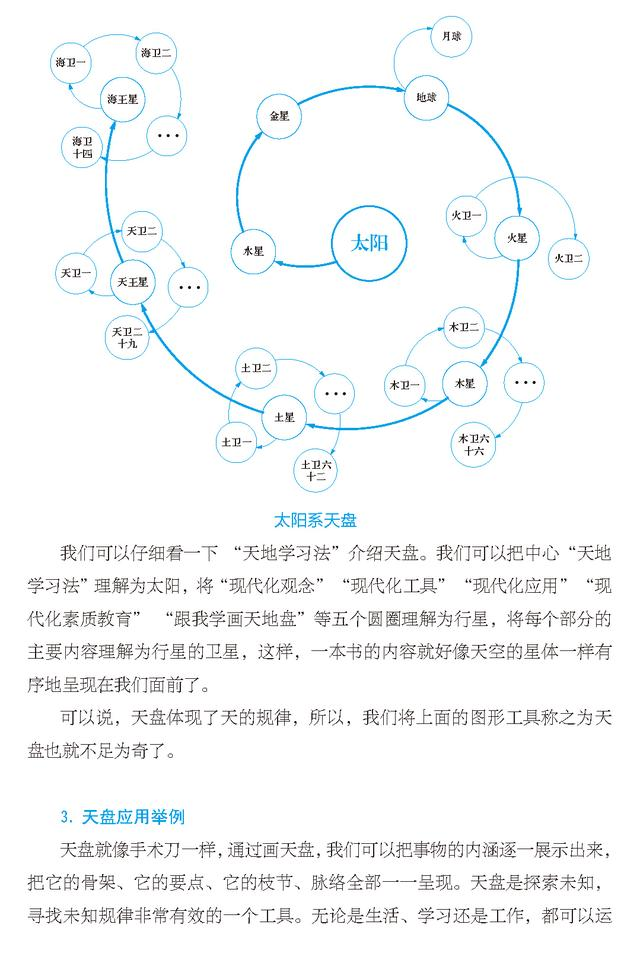 太阳
水星
金星
地球
月球
火星
火卫一
火卫二
木星
木卫一
木卫二
···
木卫六
十六
土星
土卫一
土卫二
···
土卫六
十二
天王星
天卫一
天卫二
···
天卫二
十九
海王星
海卫一
海卫二
···
海卫
十四
太阳系天盘
我们可以仔细看一下 “天地学习法”介绍天盘。我们可以把中心“天地
学习法”理解为太阳，将“现代化观念” “现代化工具” “现代化应用” “现
代化素质教育” “跟我学画天地盘”等五个圆圈理解为行星，将每个部分的
主要内容理解为行星的卫星，这样，一本书的内容就好像天空的星体一样有
序地呈现在我们面前了。
可以说，天盘体现了天的规律，所以，我们将上面的图形工具称之为天
盘也就不足为奇了。
3. 天盘应用举例
天盘就像手术刀一样，通过画天盘，我们可以把事物的内涵逐一展示出来，
把它的骨架、它的要点、它的枝节、脉络全部一一呈现。天盘是探索未知，
寻找未知规律非常有效的一个工具。无论是生活、学习还是工作，都可以运